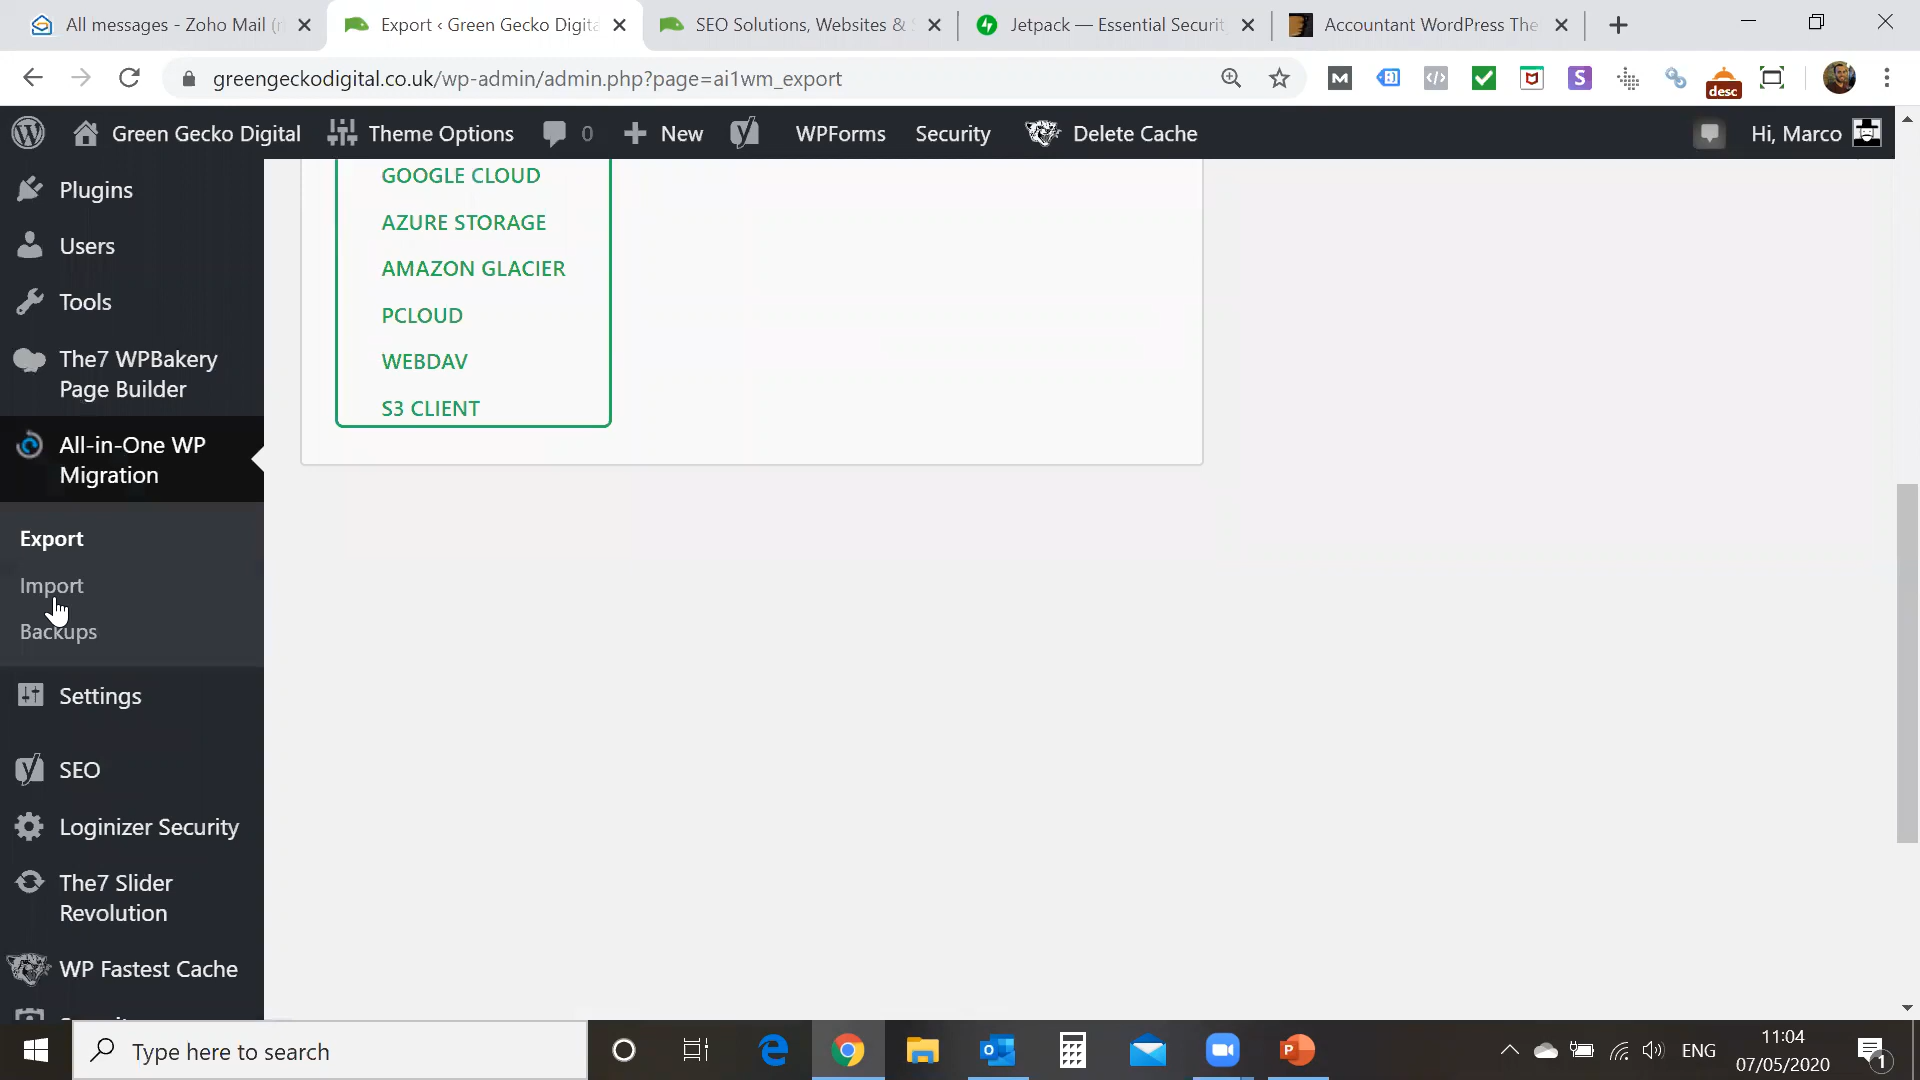 All messages - Zoho Mail (n
Export ‹ Green Gecko Digita
SEO Solutions, Websites & S
Jetpack — Essential Securit
Accountant WordPress The
greengeckodigital.co.uk/wp-admin/admin.php?page=ai1wm_export
desc
Green Gecko Digital
Theme Options
0
New
WPForms
Security
Delete Cache
Hi, Marco
Plugins
Users
Tools
The7 WPBakery
Page Builder
All-in-One WP
Migration
Export
Import
Backups
Settings
SEO
Loginizer Security
The7 Slider
Revolution
WP Fastest Cache
GOOGLE CLOUD
AZURE STORAGE
AMAZON GLACIER
PCLOUD
WEBDAV
S3 CLIENT
Type here to search
ENG
11:04
07/05/2020
1